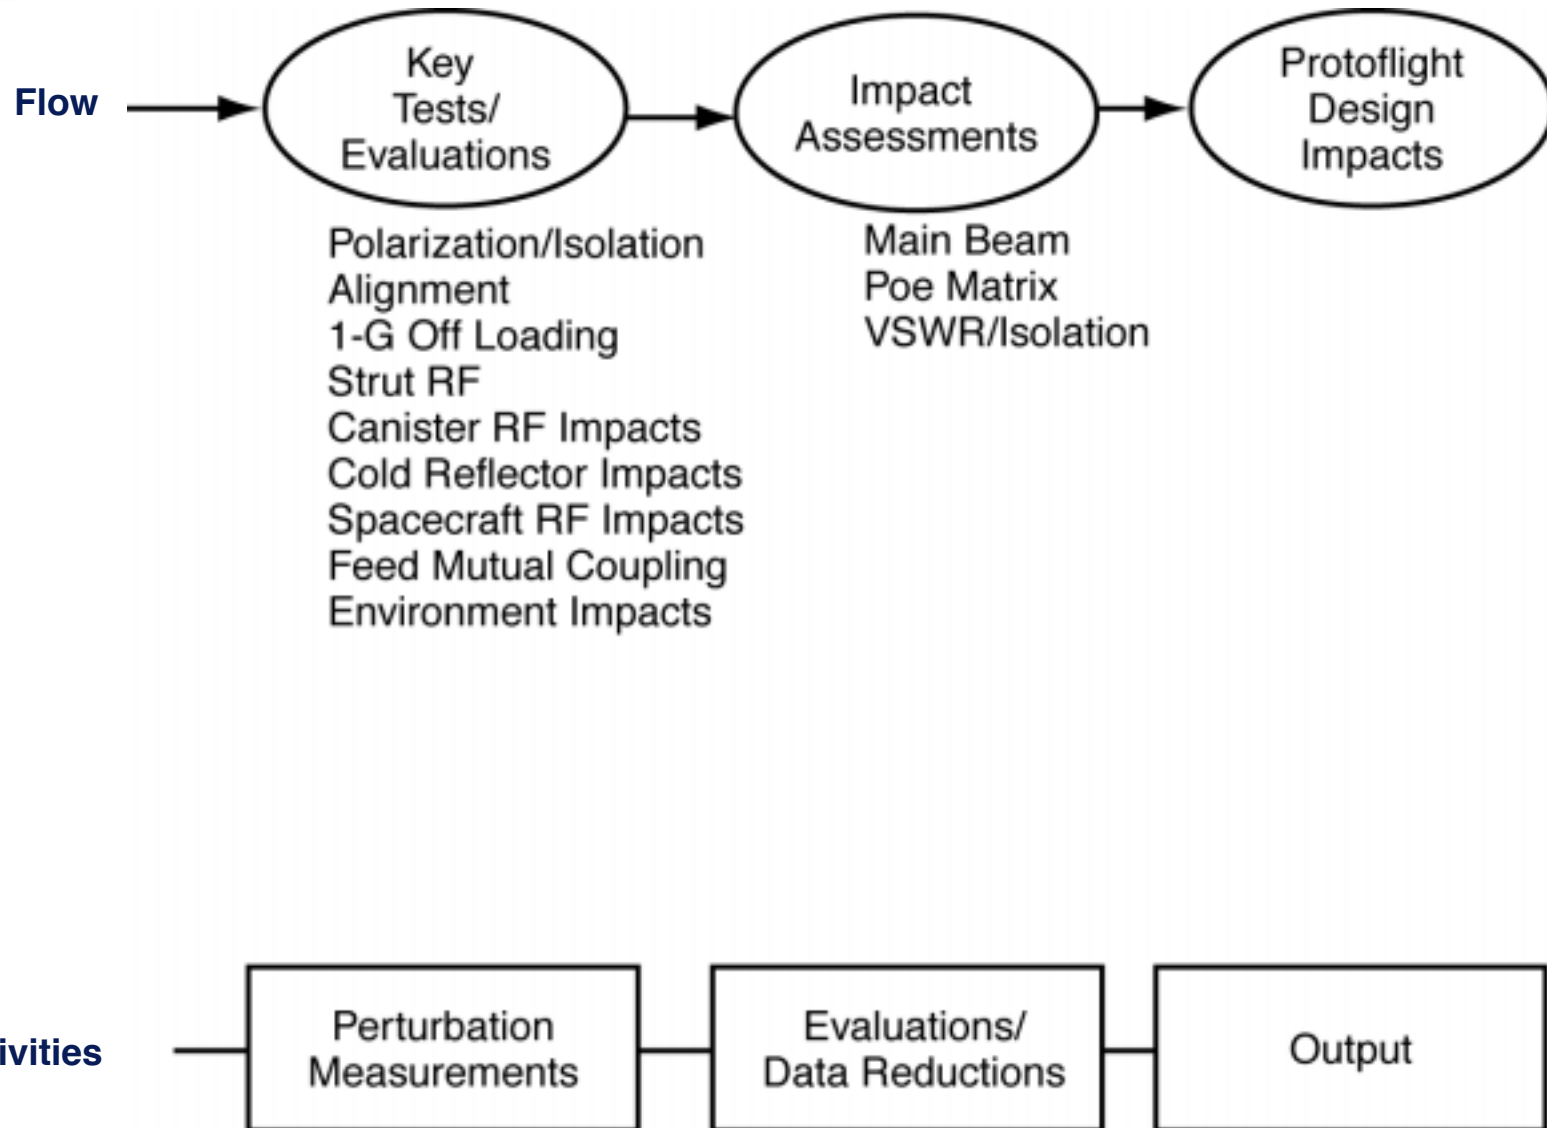 Flow
Key
Tests/
Evaluations
Impact
Assessments
Protoflight
Design
Impacts
Polarization/Isolation
Alignment
1-G Off Loading
Strut RF
Canister RF Impacts
Cold Reflector Impacts
Spacecraft RF Impacts
Feed Mutual Coupling
Environment Impacts
Main Beam
Poe Matrix
VSWR/Isolation
ivities
Perturbation
Measurements
Evaluations/
Data Reductions
Output